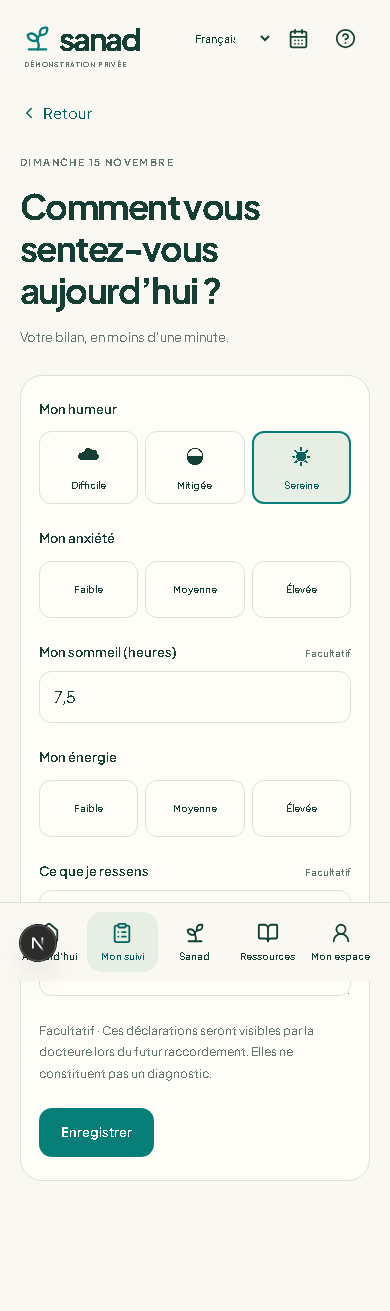 sanad
DÉMONSTRATION PRIVÉE
Français
Retour
DIMANCHE 15 NOVEMBRE
Comment vous
sentez-vous
aujourd'hui ?
Votre bilan, en moins d'une minute.
Mon humeur
Difficile
Mitigée
Sereine
Mon anxiété
Faible
Moyenne
Élevée
Mon sommeil (heures)
Facultatif
7,5
Mon énergie
Faible
Moyenne
Élevée
Ce que je ressens
Facultatif
N
Mon suivi
Sanad
Ressources
Mon espace
Facultatif · Ces déclarations seront visibles par la
docteure lors du futur raccordement. Elles ne
constituent pas un diagnostic.
Enregistrer